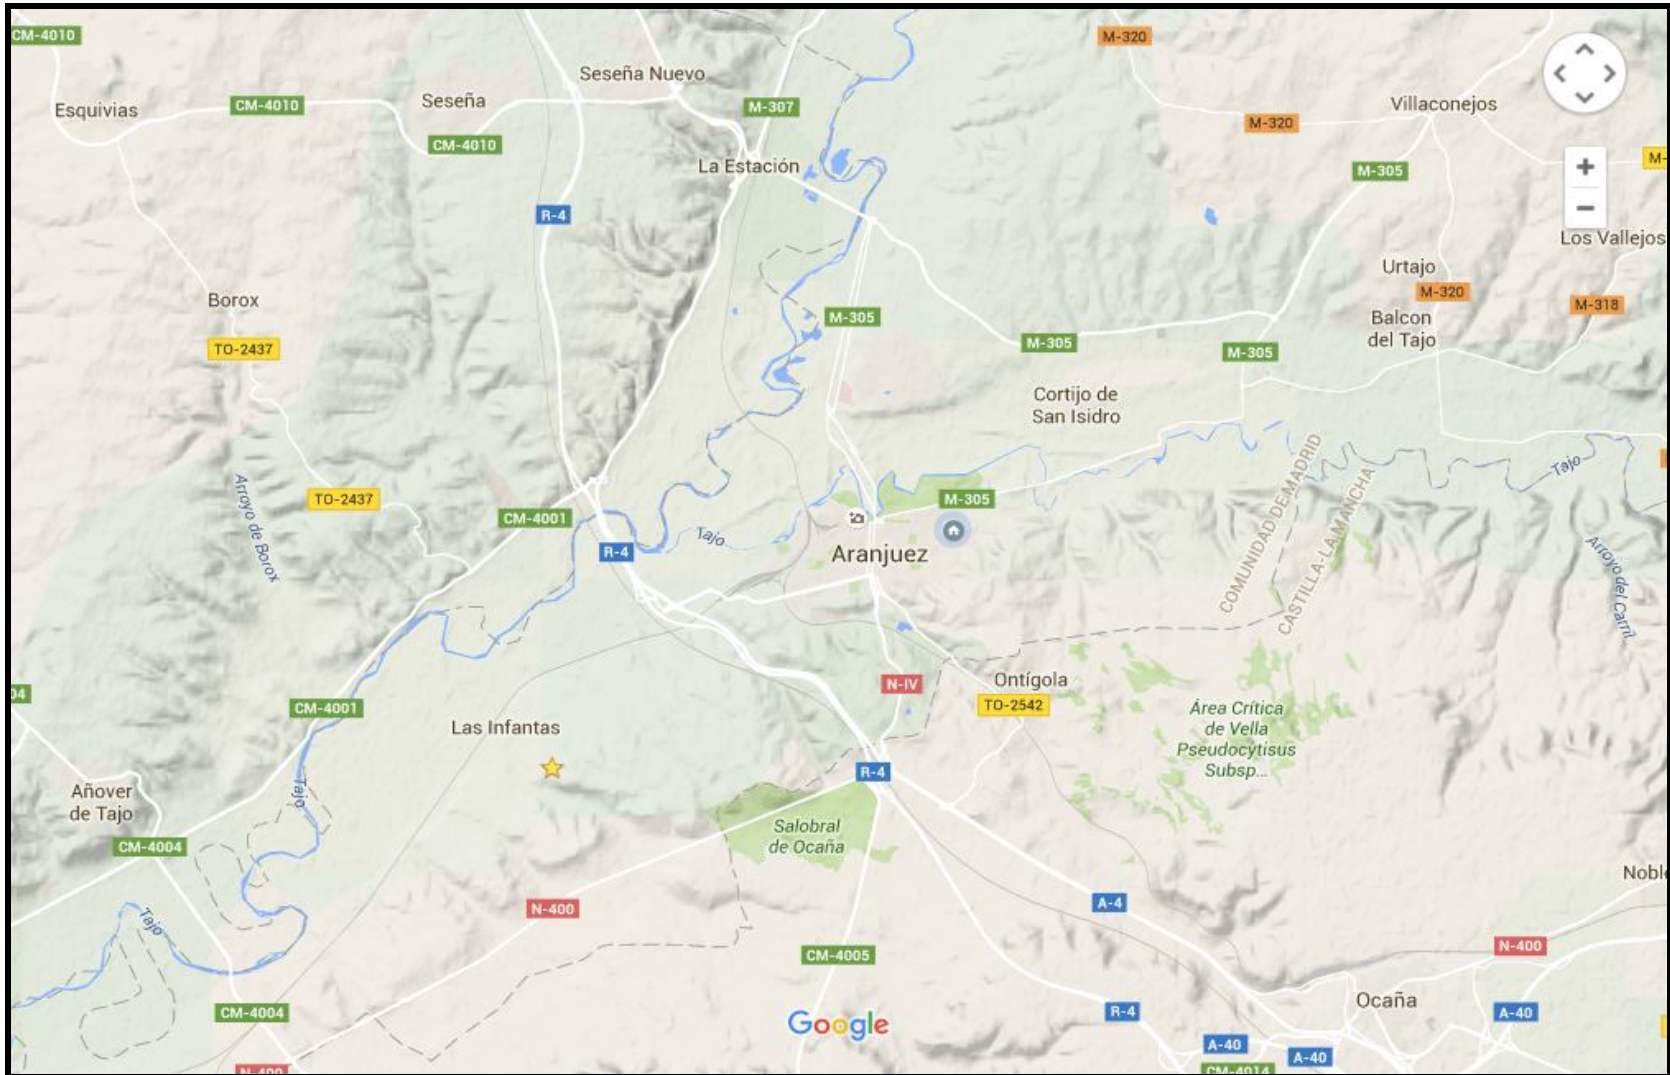 CM-4010
M-320
Seseña Nuevo
Esquivias
CM-4010
Seseña
M-307
Villaconejos
M-320
CM-4010
La Estación
M-305
M-
+
−
R-4
Los Vallejos
Urtajo
M-320
Borox
M-305
M-318
Balcon
del Tajo
TO-2437
M-305
M-305
Cortijo de
San Isidro
COMUNIDAD DE MADRID
CASTILLA-LA MANCHA
Tajo
Arroyo de Borox
TO-2437
M-305
CM-4001
Tajo
R-4
Aranjuez
Arroyo del Carril
04
CM-4001
N-IV
Ontígola
TO-2542
Las Infantas
Área Crítica
de Vella
Pseudocytisus
Subsp...
R-4
Tajo
Añover
de Tajo
Salobral
de Ocaña
CM-4004
Noble
A-4
N-400
Tajo
N-400
CM-4005
CM-4004
Google
R-4
Ocaña
A-40
A-40
A-40
N-400
CM-4014